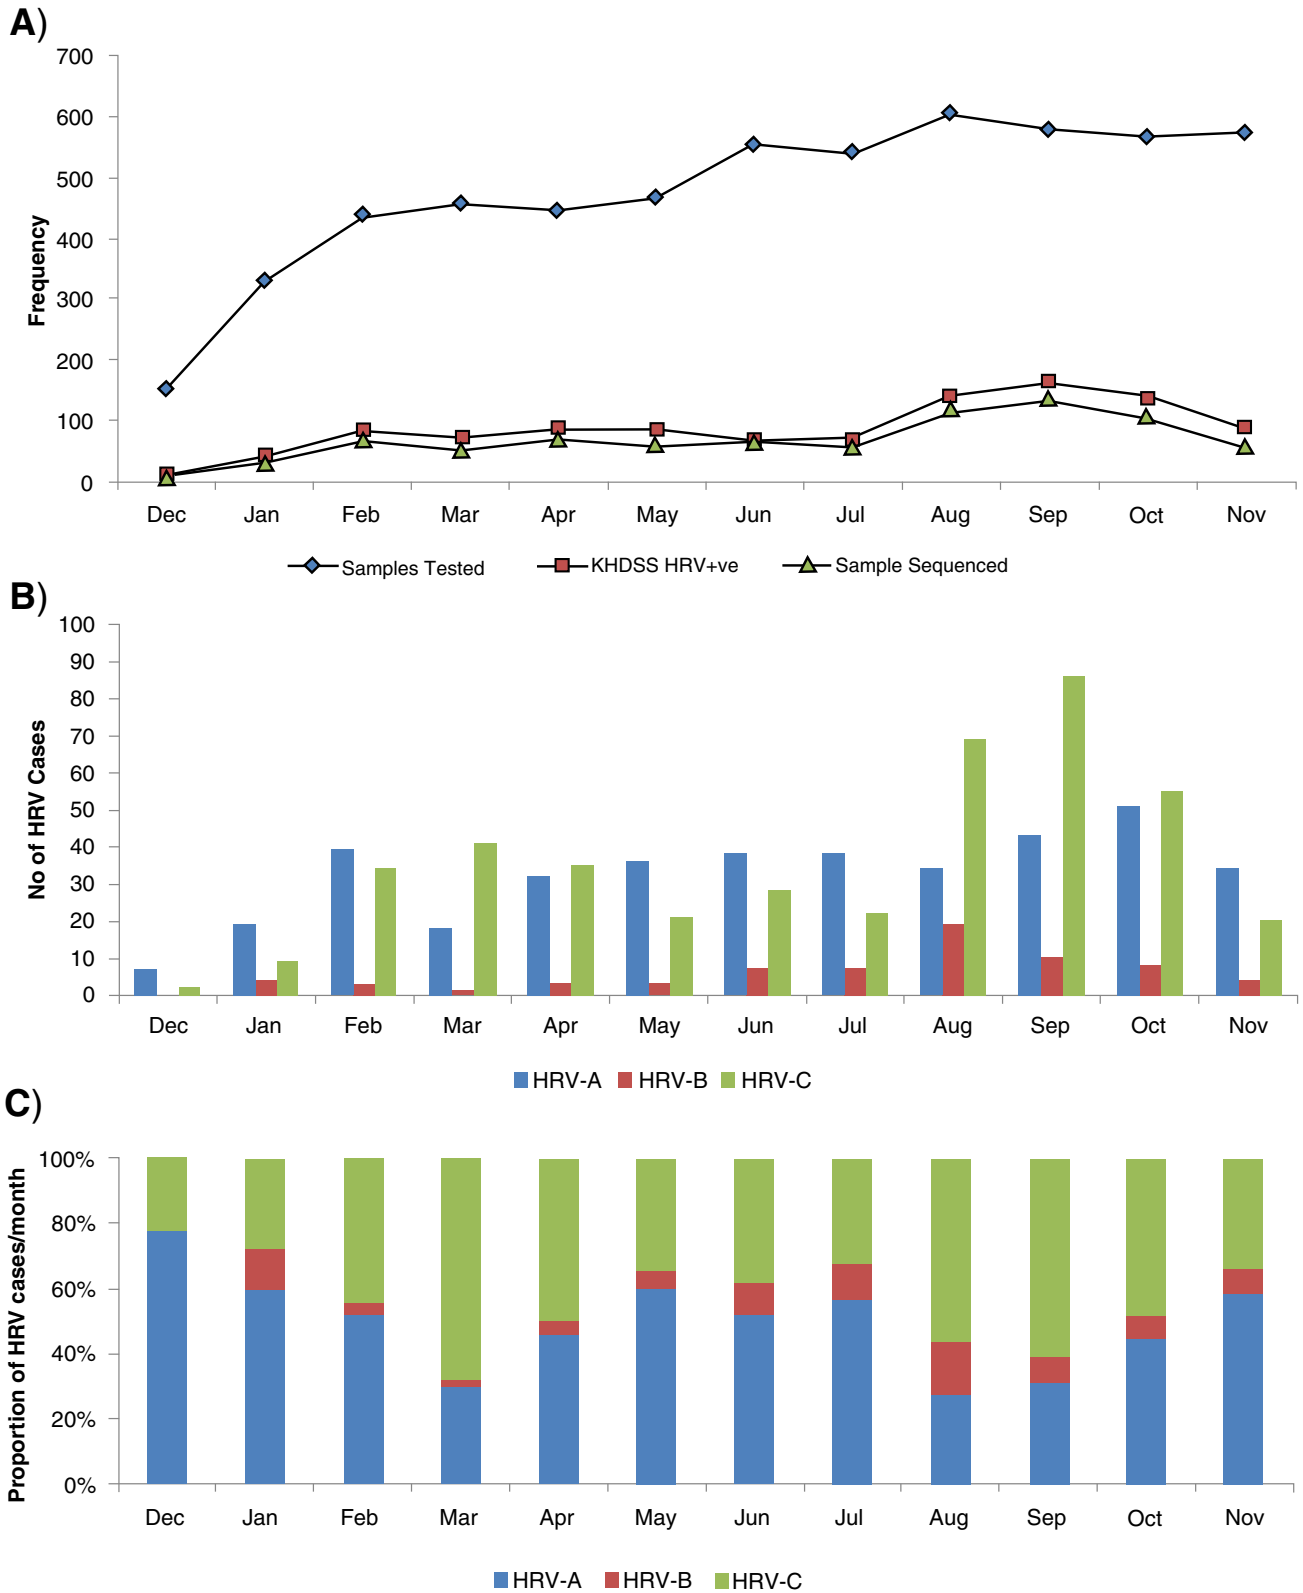 A)
700
600
500
400
300
200
100
0
Frequency
Dec Jan Feb Mar Apr May Jun Jul Aug Sep Oct Nov
Samples Tested KHDSS HRV+ve Sample Sequenced
B)
100
90
80
70
60
50
40
30
20
10
0
No of HRV Cases
Dec Jan Feb Mar Apr May Jun Jul Aug Sep Oct Nov
HRV-A HRV-B HRV-C
C)
100%
80%
60%
40%
20%
0%
Proportion of HRV cases/month
Dec Jan Feb Mar Apr May Jun Jul Aug Sep Oct Nov
HRV-A HRV-B HRV-C